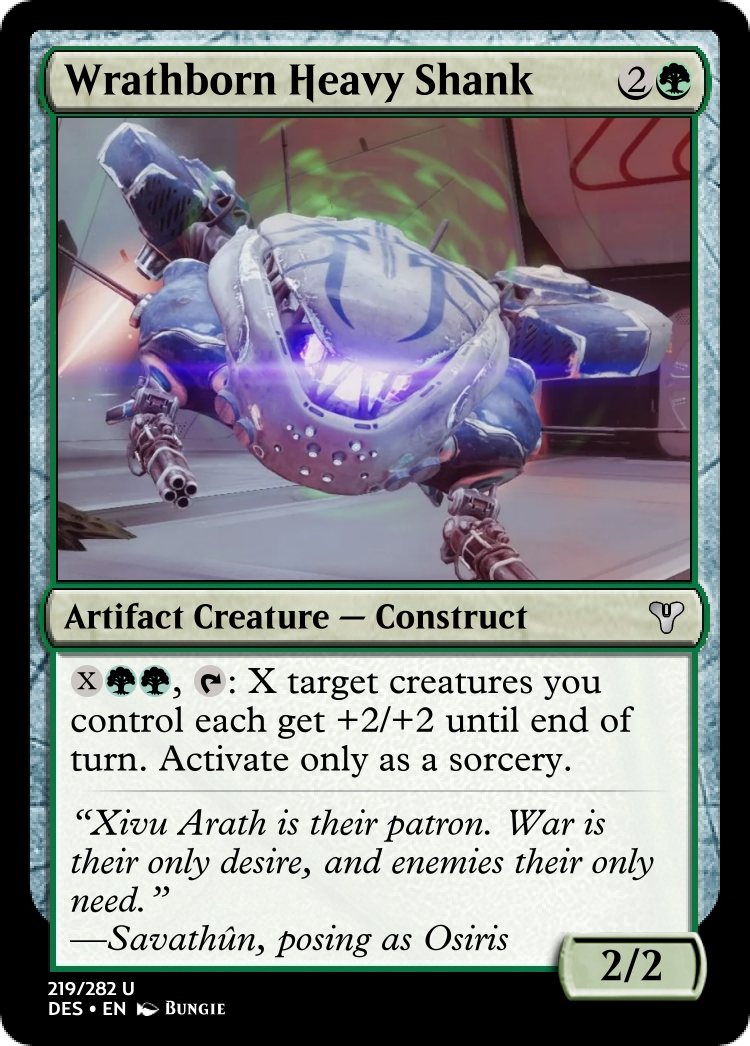 Wrathborn Heavy Shank 2
Artifact Creature — Construct
X, : X target creatures you
control each get +2/+2 until end of
turn. Activate only as a sorcery.
“Xivu Arath is their patron. War is
their only desire, and enemies their only
need.”
—Savathûn, posing as Osiris
2/2
219/282 U
DES • EN Bungie